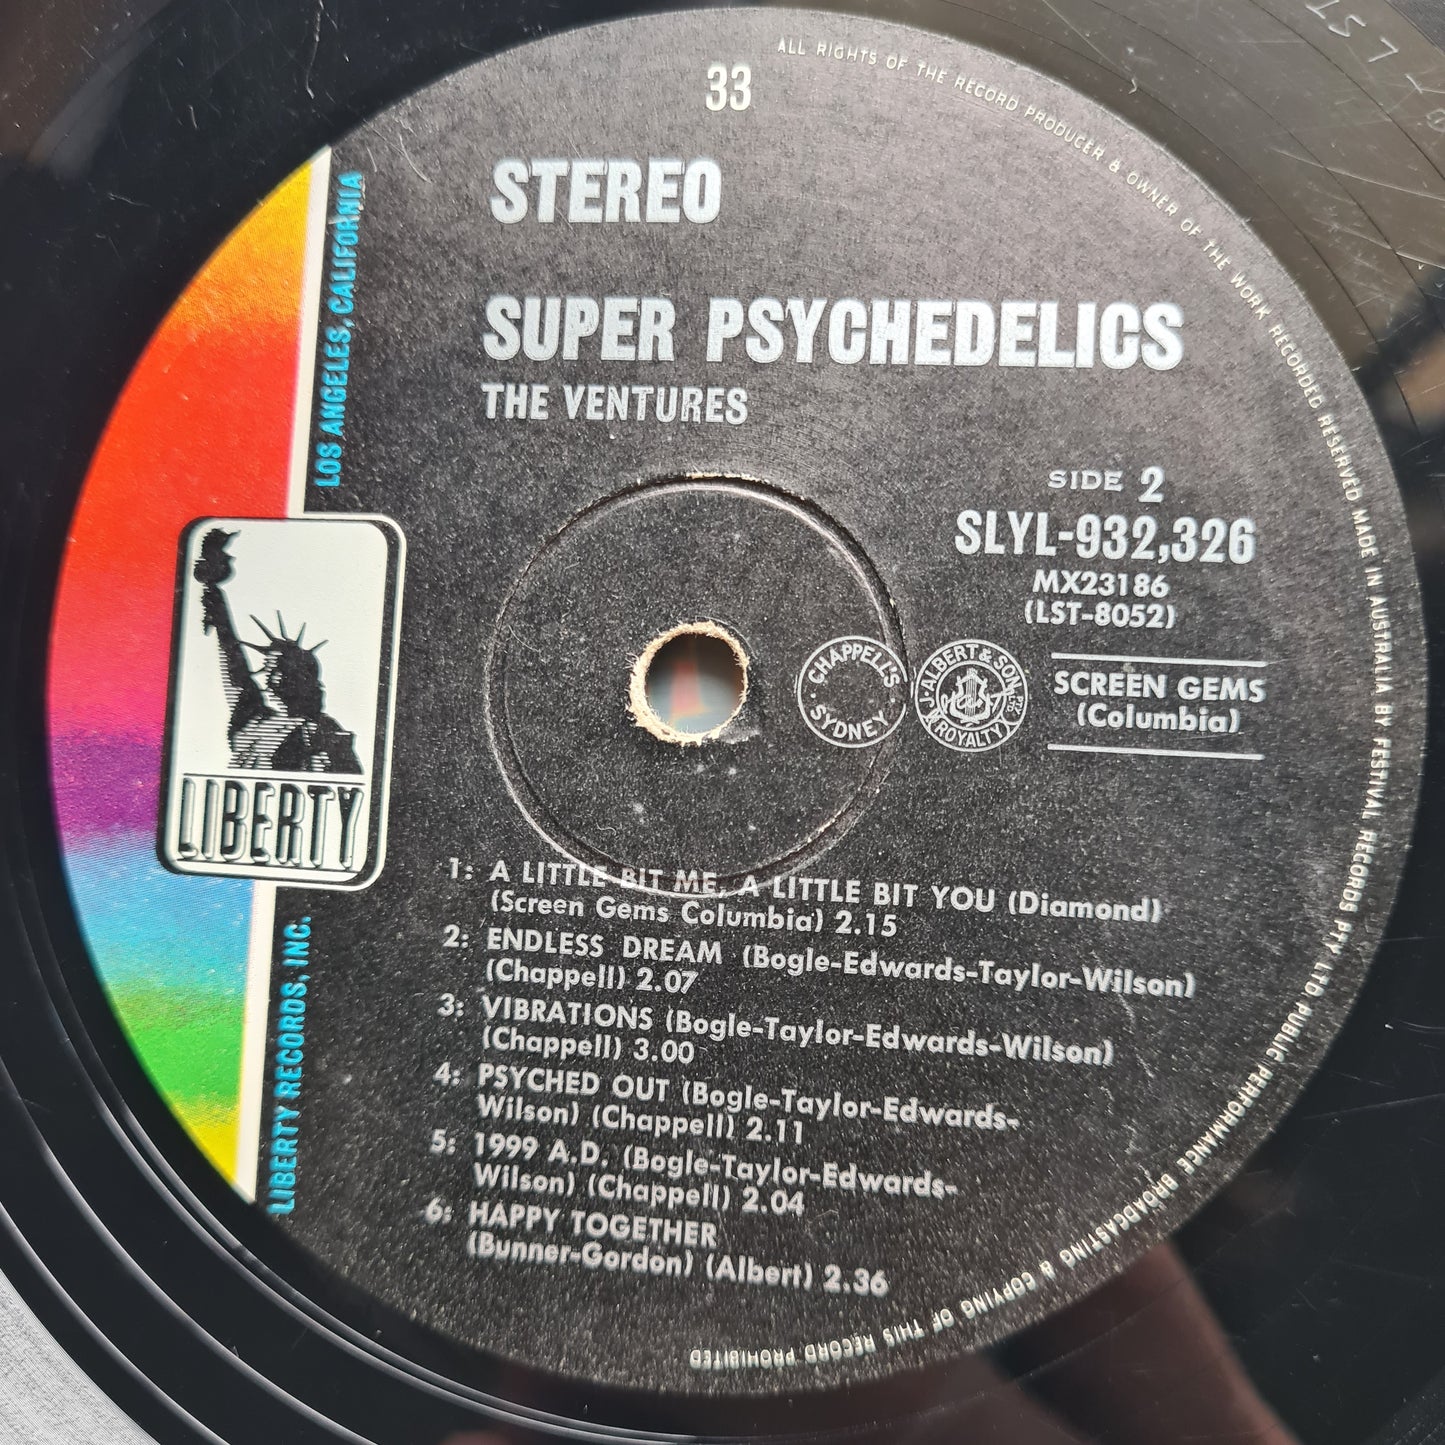 33
STEREO
SUPER PSYCHEDELICS
THE VENTURES
SIDE 2
SLYL-932,326
MX23186
(LST-8052)
CHAPPELL'S
SYDNEY
J. ALBERT & SON PTY. LTD.
ROYALTY
SCREEN GEMS
(Columbia)
1: A LITTLE BIT ME, A LITTLE BIT YOU (Diamond)
(Screen Gems Columbia) 2.15
2: ENDLESS DREAM (Bogle-Edwards-Taylor-Wilson)
(Chappell) 2.07
3: VIBRATIONS (Bogle-Taylor-Edwards-Wilson)
(Chappell) 3.00
4: PSYCHED OUT (Bogle-Taylor-Edwards-
Wilson) (Chappell) 2.11
5: 1999 A.D. (Bogle-Taylor-Edwards-
Wilson) (Chappell) 2.04
6: HAPPY TOGETHER
(Bunner-Gordon) (Albert) 2.36
LIBERTY
LIBERTY RECORDS, INC.
LOS ANGELES, CALIFORNIA
ALL RIGHTS OF THE RECORD PRODUCER & OWNER OF THE WORK RECORDED RESERVED MADE IN AUSTRALIA BY FESTIVAL RECORDS PTY LTD PUBLIC PERFORMANCE BROADCASTING & COPYING OF THIS RECORD PROHIBITED